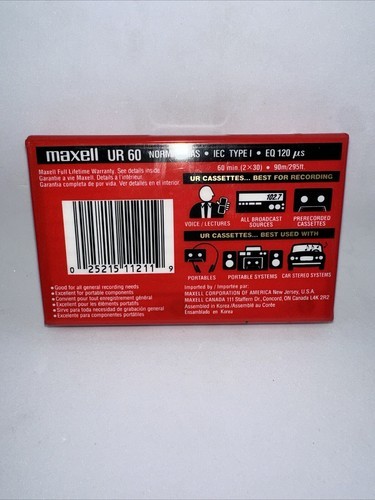 maxell UR 60 NORMAL BIAS • IEC TYPE I • EQ 120 μs
60 min (2×30) • 90m/295ft.
Maxell Full Lifetime Warranty. See details inside
Garantie a vie Maxell. Details a l'interieur.
Garantia completa de por vida. Ver detalles en el interior
UR CASSETTES... BEST FOR RECORDING
102.7
VOICE / LECTURES
ALL BROADCAST SOURCES
PRERECORDED CASSETTES
UR CASSETTES... BEST USED WITH
PORTABLES
PORTABLE SYSTEMS
CAR STEREO SYSTEMS
0 25215 11211 9
• Good for all general recording needs
• Excellent for portable components
• Convient pour tout enregistrement général
• Excellent pour les éléments portatifs
• Sirve para toda necesidad de grabación general
• Excelente para componentes portátiles
Imported by / Importée par:
MAXELL CORPORATION OF AMERICA New Jersey, U.S.A.
MAXELL CANADA 111 Staffern Dr., Concord, ON Canada L4K 2R2
Assembled in Korea/Assemblé au Corée
Ensamblado en Korea